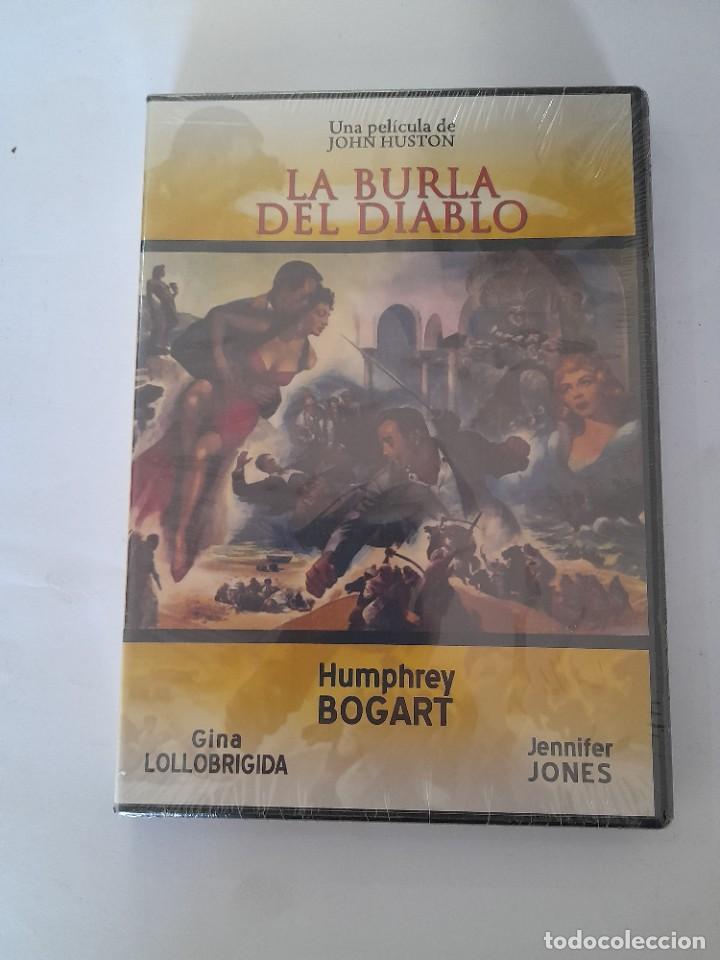 Una película de
JOHN HUSTON
LA BURLA
DEL DIABLO
Humphrey
BOGART
Gina
LOLLOBRIGIDA
Jennifer
JONES
todocoleccion